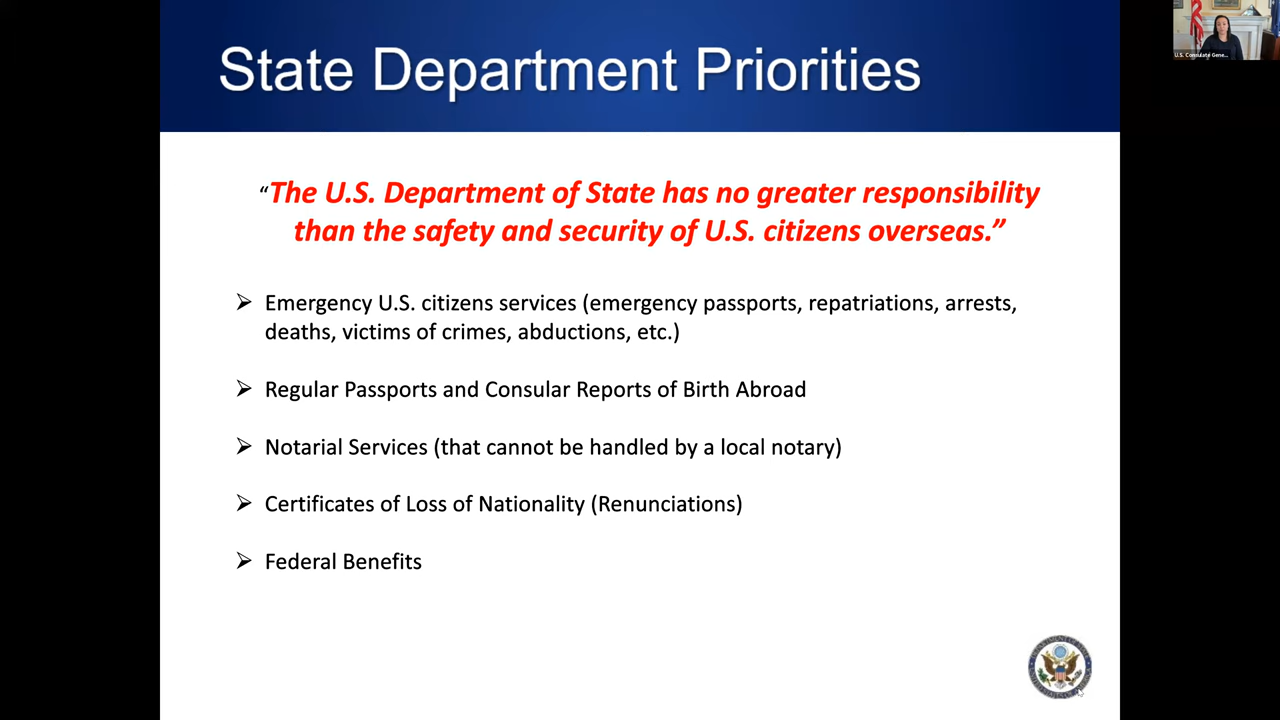 State Department Priorities
U.S. Consulate Gene...
“The U.S. Department of State has no greater responsibility
than the safety and security of U.S. citizens overseas.”
➢ Emergency U.S. citizens services (emergency passports, repatriations, arrests,
deaths, victims of crimes, abductions, etc.)
➢ Regular Passports and Consular Reports of Birth Abroad
➢ Notarial Services (that cannot be handled by a local notary)
➢ Certificates of Loss of Nationality (Renunciations)
➢ Federal Benefits